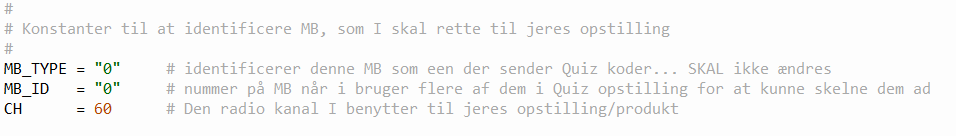 #
# Konstanter til at identificere MB, som I skal rette til jeres opstilling
#
MB_TYPE = "0"    # identificerer denne MB som een der sender Quiz koder... SKAL ikke ændres
MB_ID   = "0"    # nummer på MB når i bruger flere af dem i Quiz opstilling for at kunne skelne dem ad
CH      = 60     # Den radio kanal I benytter til jeres opstilling/produkt